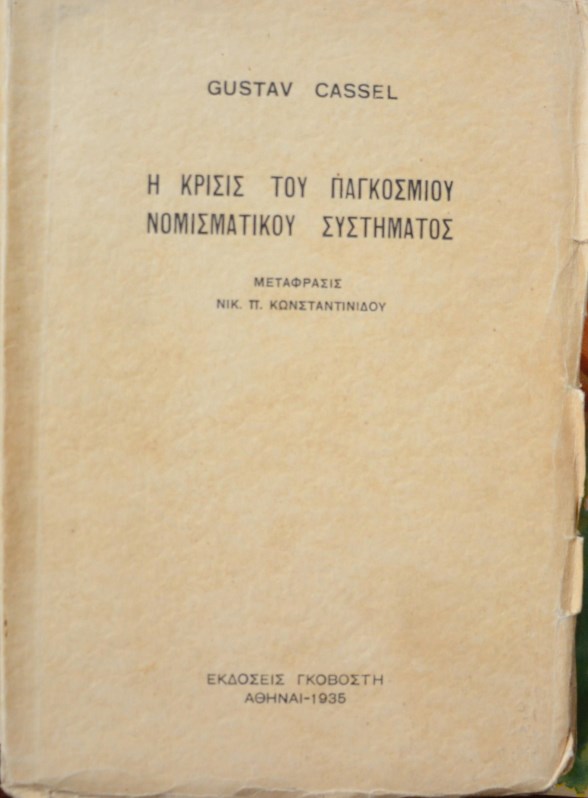 GUSTAV CASSEL
Η ΚΡΙΣΙΣ ΤΟΥ ΠΑΓΚΟΣΜΙΟΥ
ΝΟΜΙΣΜΑΤΙΚΟΥ ΣΥΣΤΗΜΑΤΟΣ
ΜΕΤΑΦΡΑΣΙΣ
ΝΙΚ. Π. ΚΩΝΣΤΑΝΤΙΝΙΔΟΥ
ΕΚΔΟΣΕΙΣ ΓΚΟΒΟΣΤΗ
ΑΘΗΝΑΙ-1935